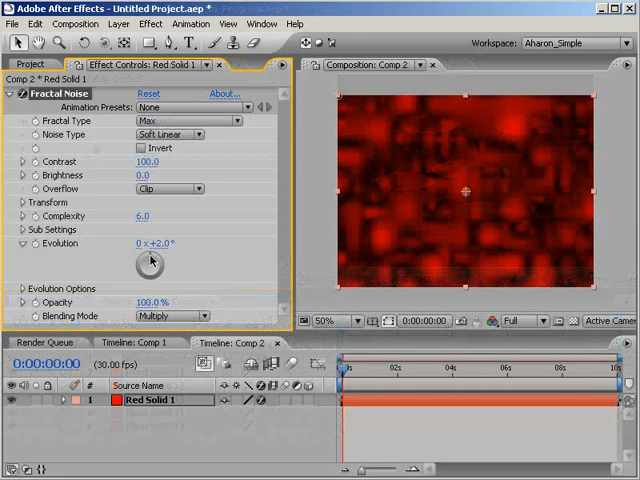 Adobe After Effects - Untitled Project.aep *
File Edit Composition Layer Effect Animation View Window Help
Workspace: Aharon_Simple
Project Effect Controls: Red Solid 1 Composition: Comp 2
Comp 2 * Red Solid 1
Fractal Noise Reset About...
Animation Presets: None
Fractal Type Max
Noise Type Soft Linear
Invert
Contrast 100.0
Brightness 0.0
Overflow Clip
Transform
Complexity 6.0
Sub Settings
Evolution 0 x +2.0 °
Evolution Options
Opacity 100.0 %
Blending Mode Multiply
50% 0:00:00:00 Full Active Camer
Render Queue Timeline: Comp 1 Timeline: Comp 2
0:00:00:00 (30.00 fps)
02s 04s 06s 08s 10s
# Source Name
1 Red Solid 1